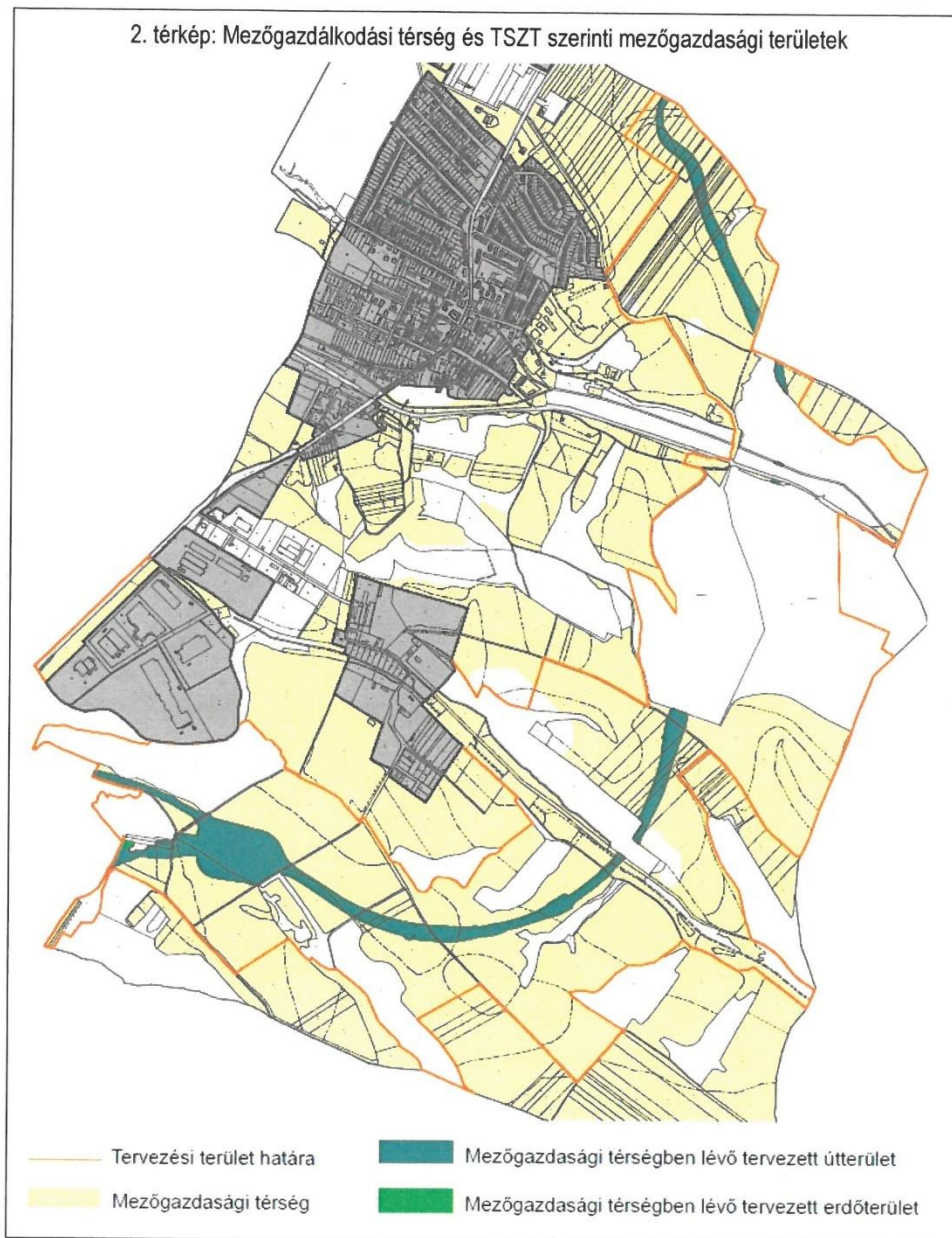 2. térkép: Mezőgazdálkodási térség és TSZT szerinti mezőgazdasági területek
Tervezési terület határa
Mezőgazdasági térségben lévő tervezett útterület
Mezőgazdasági térség
Mezőgazdasági térségben lévő tervezett erdőterület